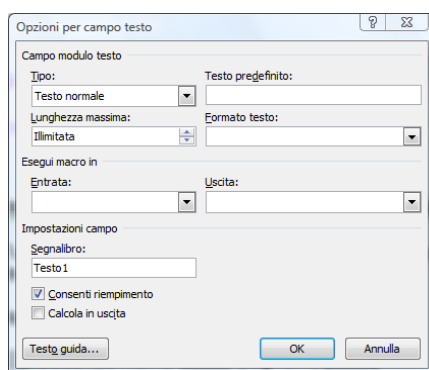 Opzioni per campo testo
Campo modulo testo
Tipo: Testo predefinito:
Testo normale
Lunghezza massima: Formato testo:
Illimitata
Esegui macro in
Entrata: Uscita:
Impostazioni campo
Segnalibro:
Testo1
Consenti riempimento
Calcola in uscita
Testo guida... OK Annulla